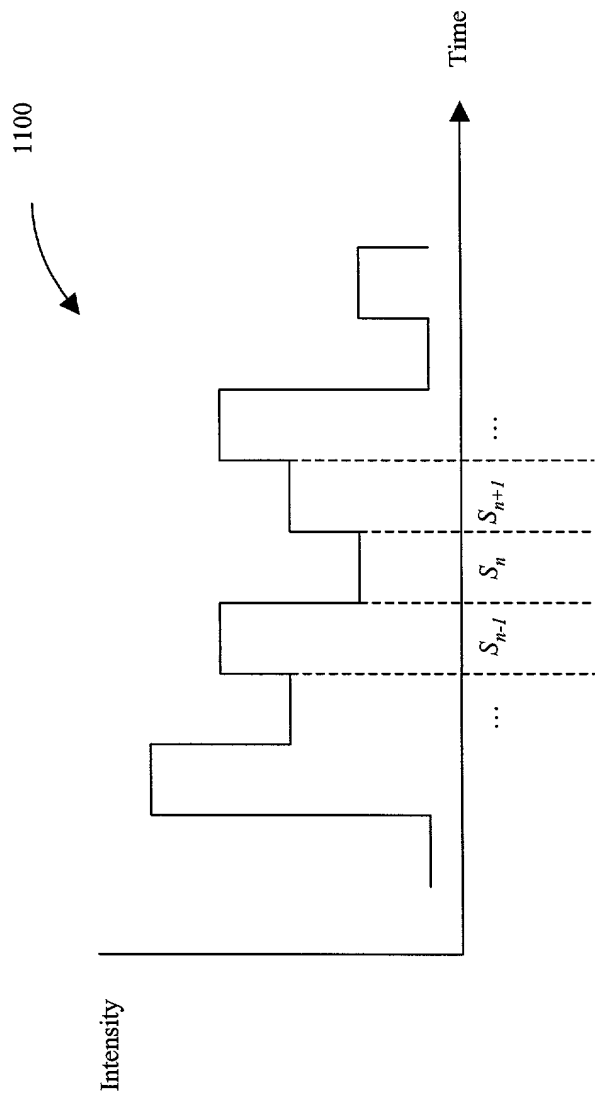 1100
Intensity
Time
... S_{n-1} S_n S_{n+1} ...